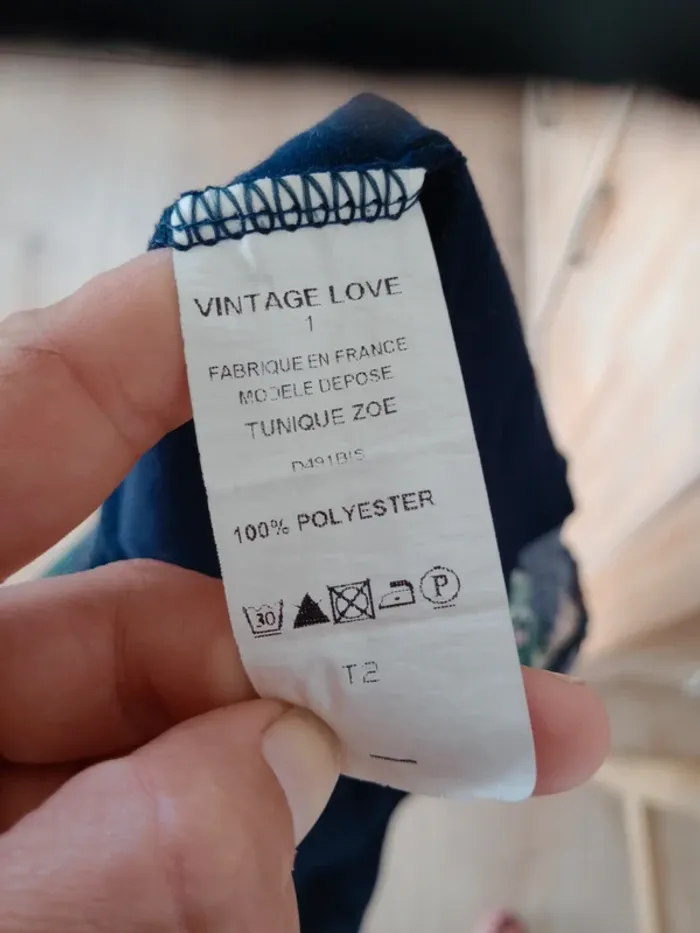 VINTAGE LOVE
1
FABRIQUE EN FRANCE
MODELE DEPOSE
TUNIQUE ZOE
D491BIS
100% POLYESTER
30 P
T2